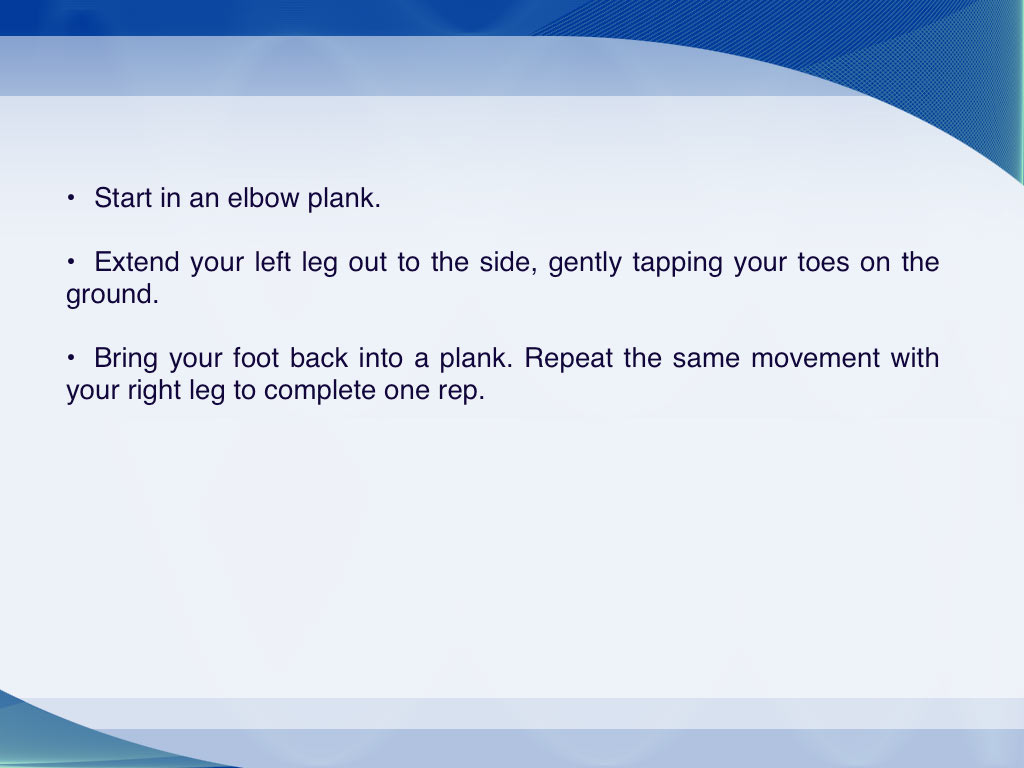 • Start in an elbow plank.
• Extend your left leg out to the side, gently tapping your toes on the
ground.
• Bring your foot back into a plank. Repeat the same movement with
your right leg to complete one rep.